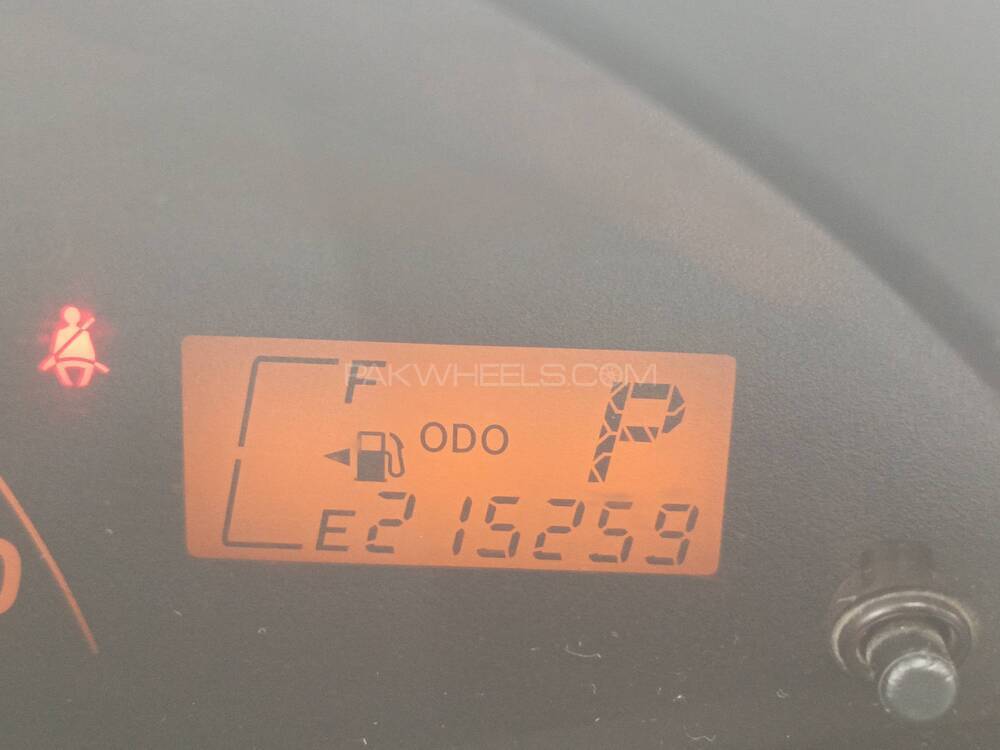 F
PAKWHEELS.COM
ODO
P
E 215259